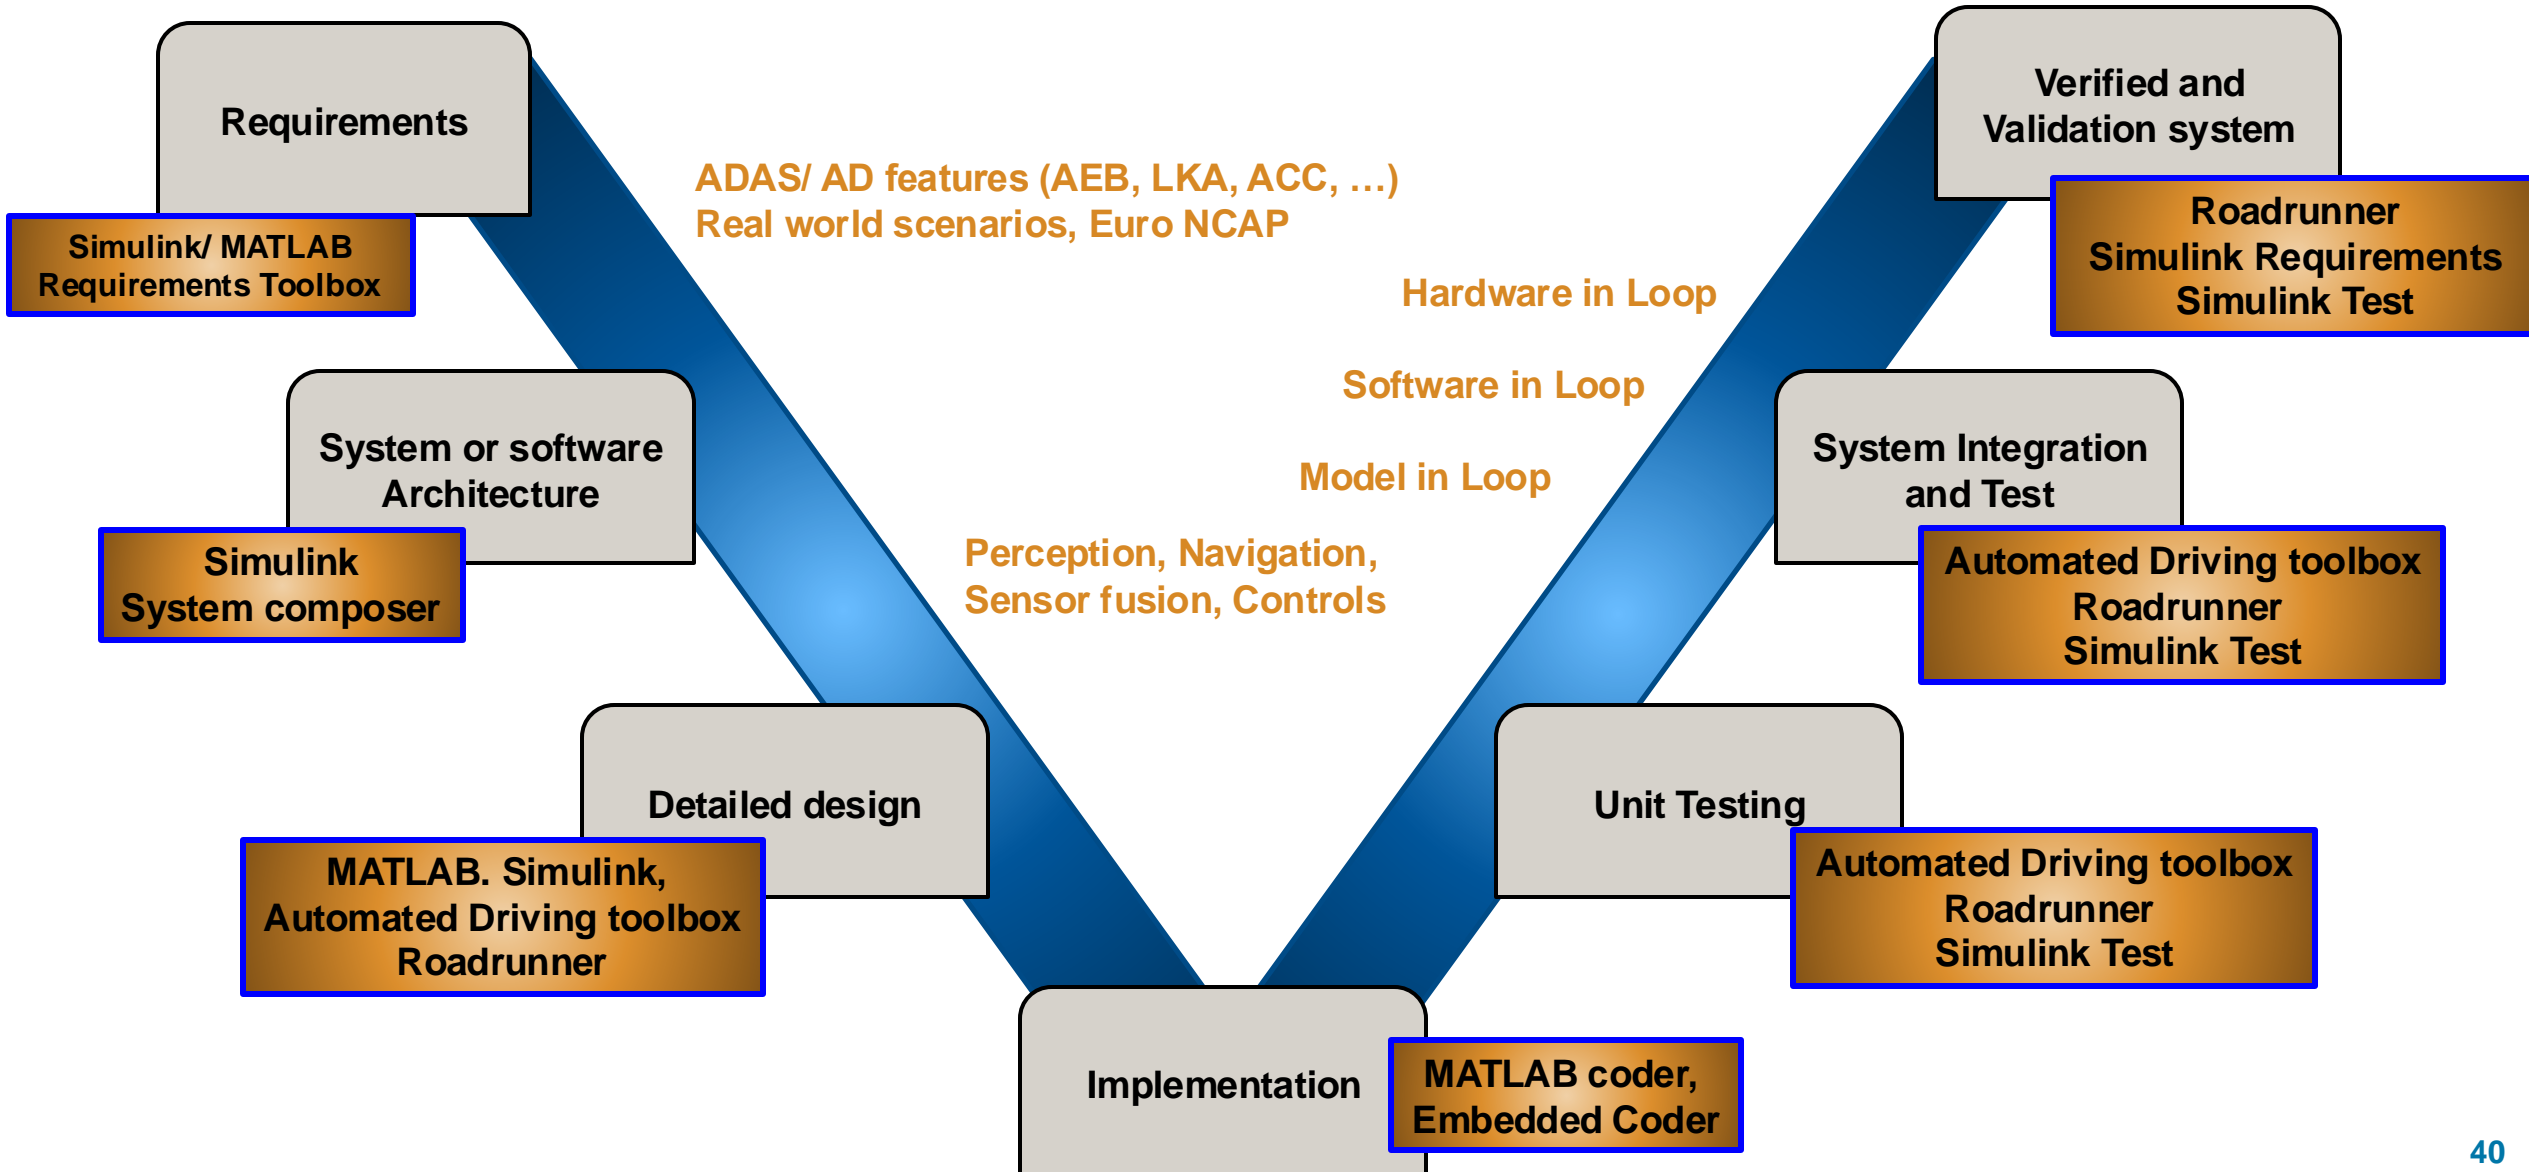 Requirements
Simulink/ MATLAB
Requirements Toolbox
System or software
Architecture
Simulink
System composer
Detailed design
MATLAB. Simulink,
Automated Driving toolbox
Roadrunner
Implementation
MATLAB coder,
Embedded Coder
ADAS/ AD features (AEB, LKA, ACC, …)
Real world scenarios, Euro NCAP
Hardware in Loop
Software in Loop
Model in Loop
Perception, Navigation,
Sensor fusion, Controls
Verified and
Validation system
Roadrunner
Simulink Requirements
Simulink Test
System Integration
and Test
Automated Driving toolbox
Roadrunner
Simulink Test
Unit Testing
Automated Driving toolbox
Roadrunner
Simulink Test
40